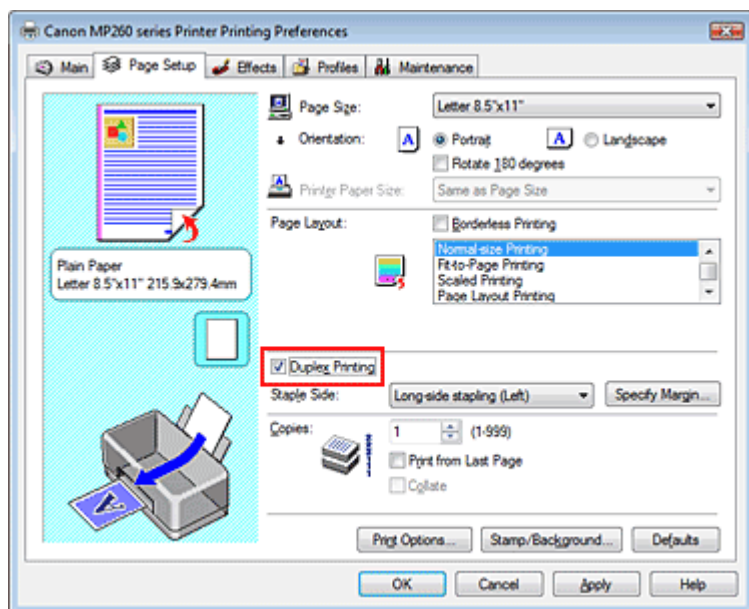 Canon MP260 series Printer Printing Preferences
Main Page Setup Effects Profiles Maintenance
Page Size: Letter 8.5"x11"
Orientation: A Portrait A Landscape
Rotate 180 degrees
Printer Paper Size: Same as Page Size
Page Layout: Borderless Printing
Normal-size Printing
Fit-to-Page Printing
Scaled Printing
Page Layout Printing
Plain Paper
Letter 8.5"x11" 215.9x279.4mm
Duplex Printing
Staple Side: Long-side stapling (Left) Specify Margin...
Copies: 1 (1-999)
Print from Last Page
Collate
A
Print Options... Stamp/Background... Defaults
OK Cancel Apply Help